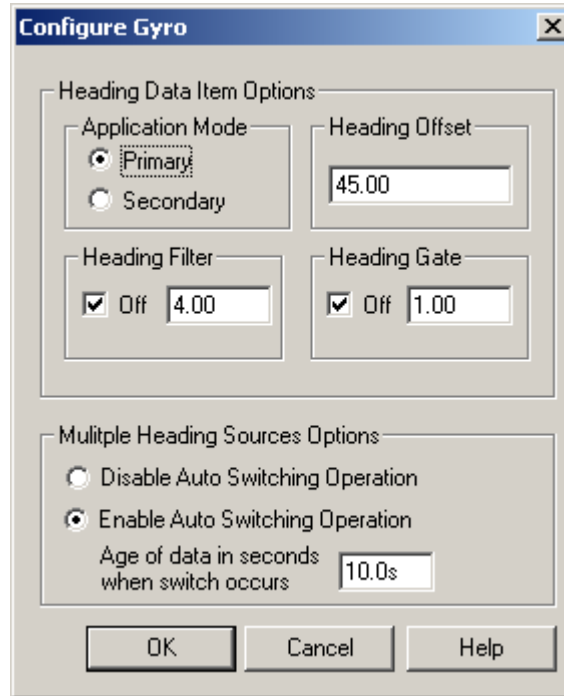 Configure Gyro
Heading Data Item Options
Application Mode
Primary
Secondary
Heading Offset
45.00
Heading Filter
Off 4.00
Heading Gate
Off 1.00
Mulitple Heading Sources Options
Disable Auto Switching Operation
Enable Auto Switching Operation
Age of data in seconds
when switch occurs
10.0s
OK Cancel Help